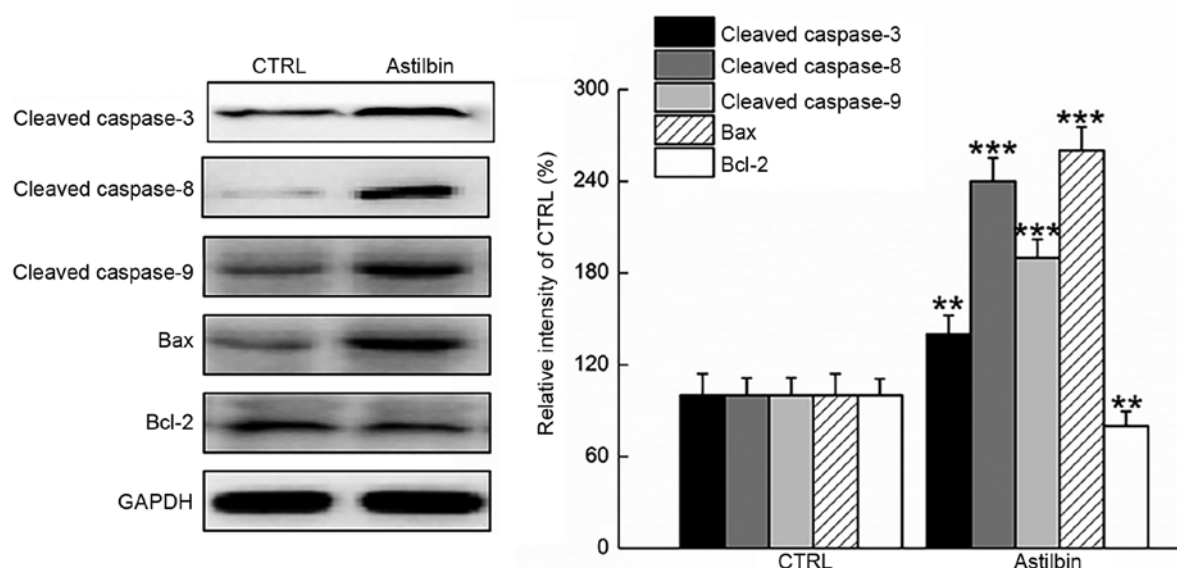 CTRL Astilbin
Cleaved caspase-3
Cleaved caspase-8
Cleaved caspase-9
Bax
Bcl-2
GAPDH
Cleaved caspase-3
Cleaved caspase-8
Cleaved caspase-9
Bax
Bcl-2
Relative intensity of CTRL (%)
300
240
180
120
60
0
**
***
***
***
**
CTRL Astilbin